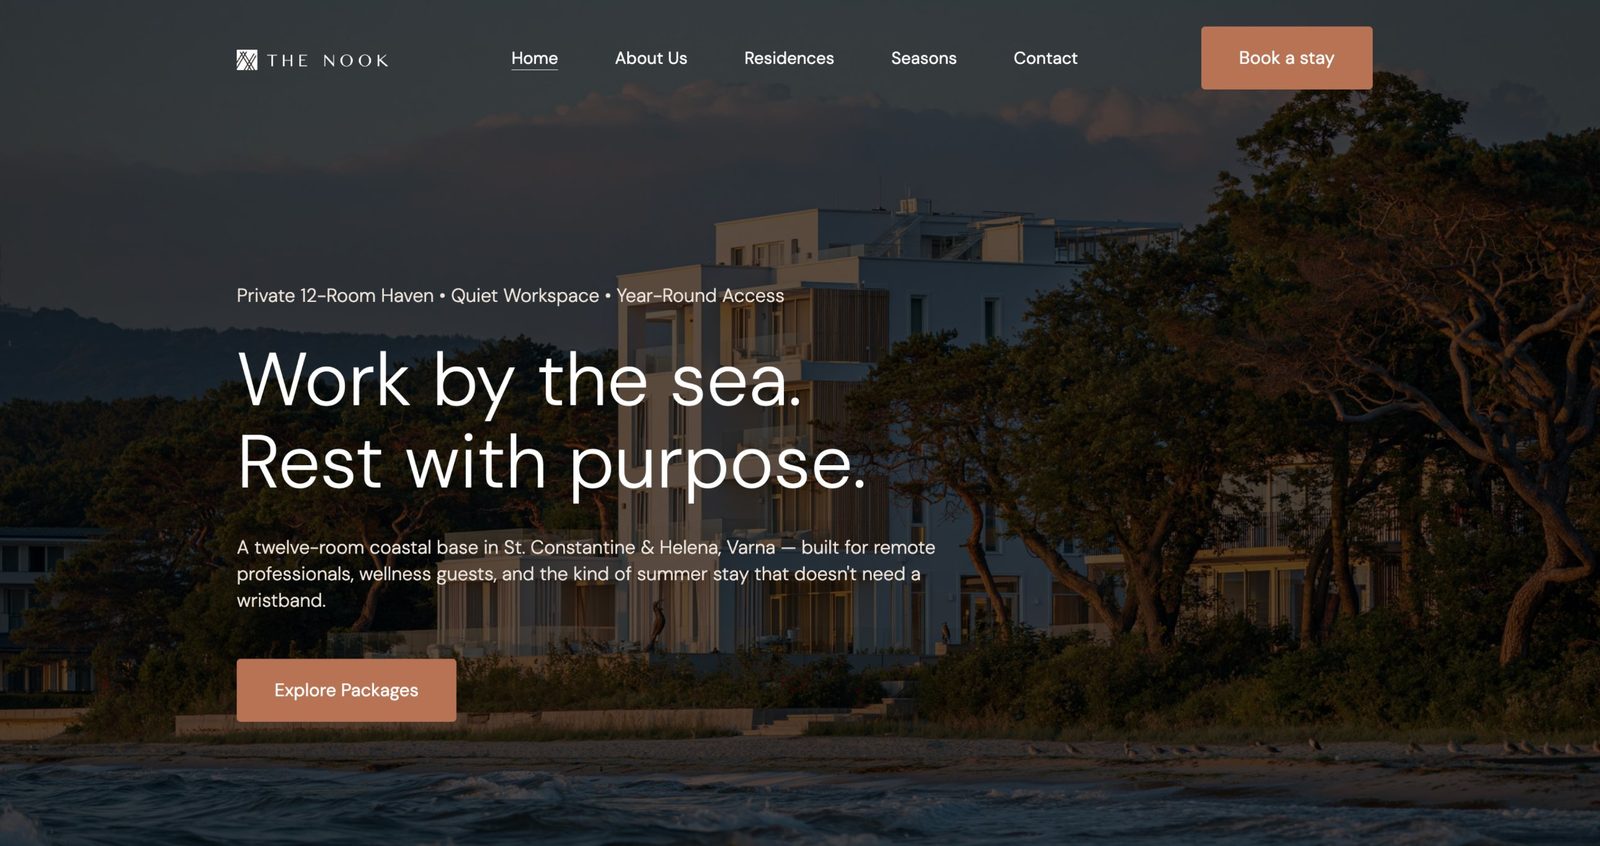 THE NOOK
Home
About Us
Residences
Seasons
Contact
Book a stay
Private 12-Room Haven • Quiet Workspace • Year-Round Access
Work by the sea.
Rest with purpose.
A twelve-room coastal base in St. Constantine & Helena, Varna — built for remote
professionals, wellness guests, and the kind of summer stay that doesn't need a
wristband.
Explore Packages